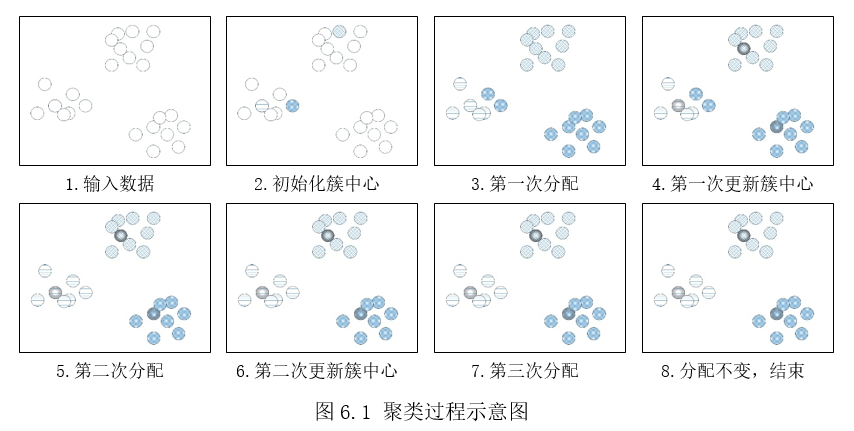 1.输入数据
2.初始化簇中心
3.第一次分配
4.第一次更新簇中心
5.第二次分配
6.第二次更新簇中心
7.第三次分配
8.分配不变，结束
图 6.1 聚类过程示意图